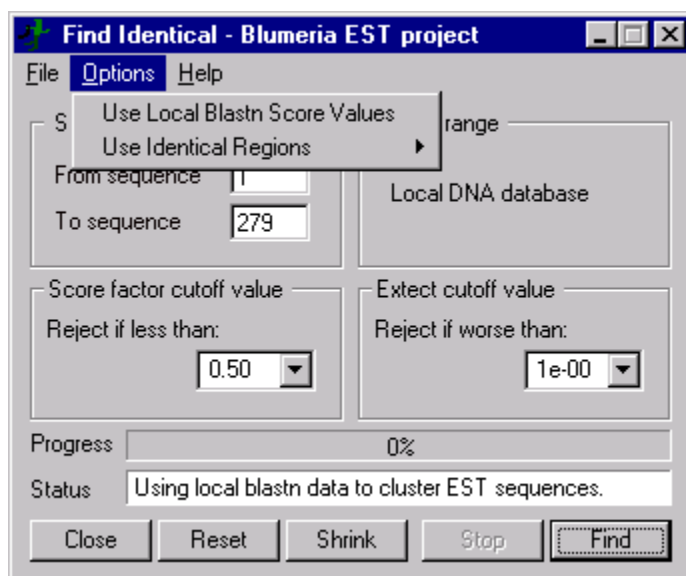 Find Identical - Blumeria EST project
File Options Help
Use Local Blastn Score Values
Use Identical Regions
S
range
From sequence 1
To sequence 279
Local DNA database
Score factor cutoff value
Reject if less than:
0.50
Extect cutoff value
Reject if worse than:
1e-00
Progress 0%
Status Using local blastn data to cluster EST sequences.
Close Reset Shrink Stop Find